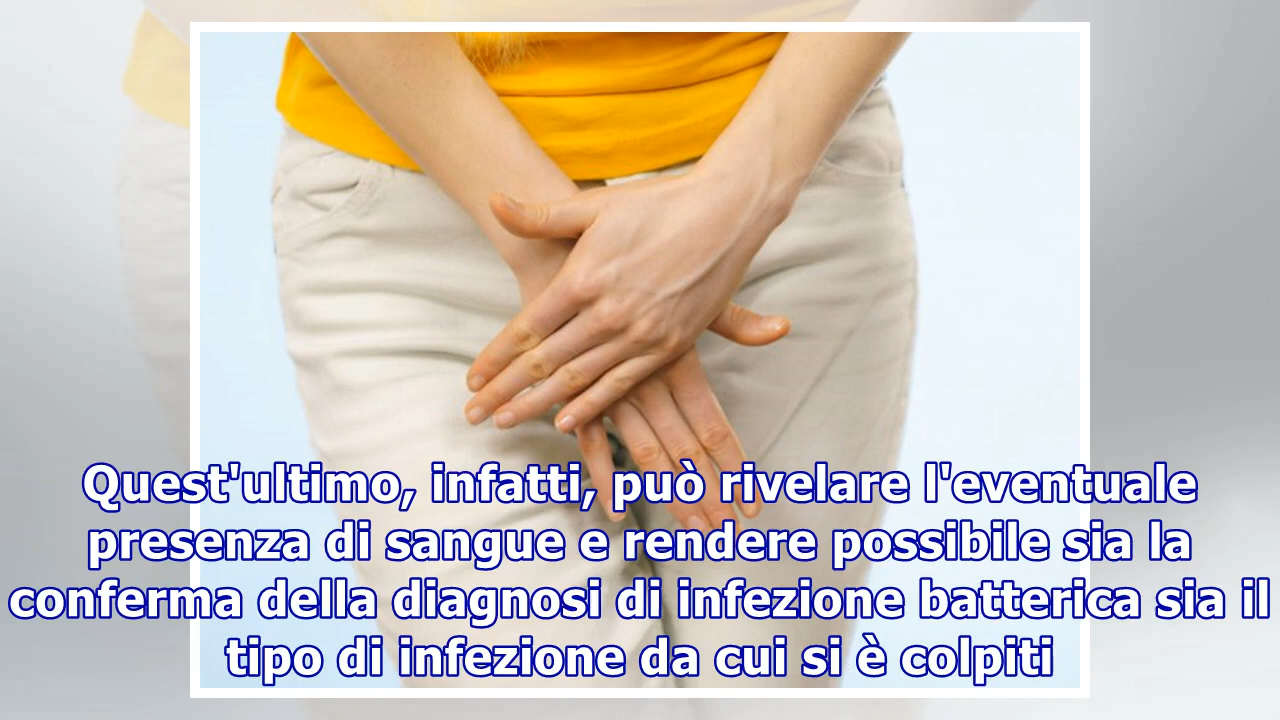 Quest'ultimo, infatti, può rivelare l'eventuale
presenza di sangue e rendere possibile sia la
conferma della diagnosi di infezione batterica sia il
tipo di infezione da cui si è colpiti